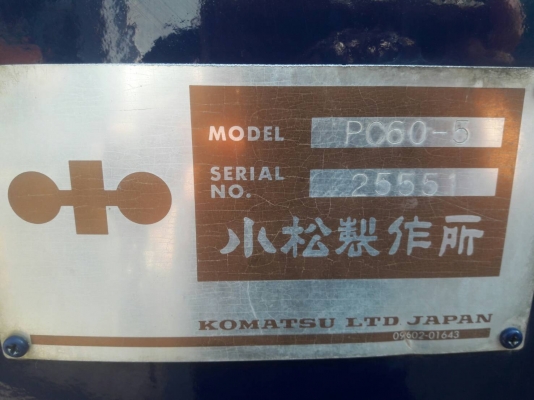 MODEL PC60-5
SERIAL NO. 25551
小松製作所
KOMATSU LTD JAPAN
09602-01643